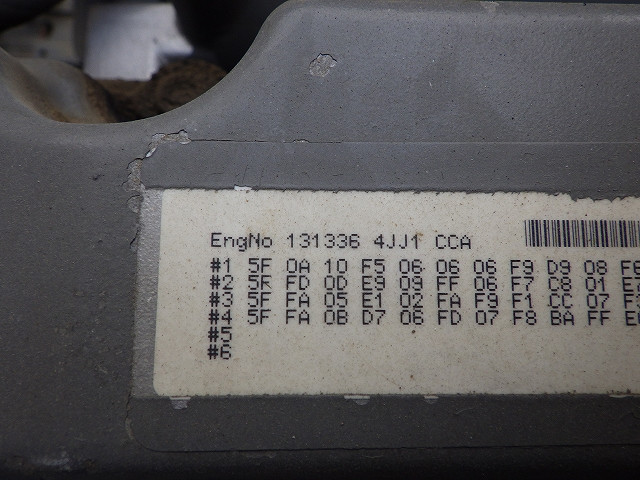 EngNo 131336 4JJ1 CCA
#1 5F 0A 10 F5 06 06 06 F9 D9 08
#2 5R FD 0D E9 09 FF 06 F7 C8 01
#3 5F FA 05 E1 02 FA F9 F1 CC 07
#4 5F FA 0B D7 06 FD 07 F8 BA FF
#5
#6